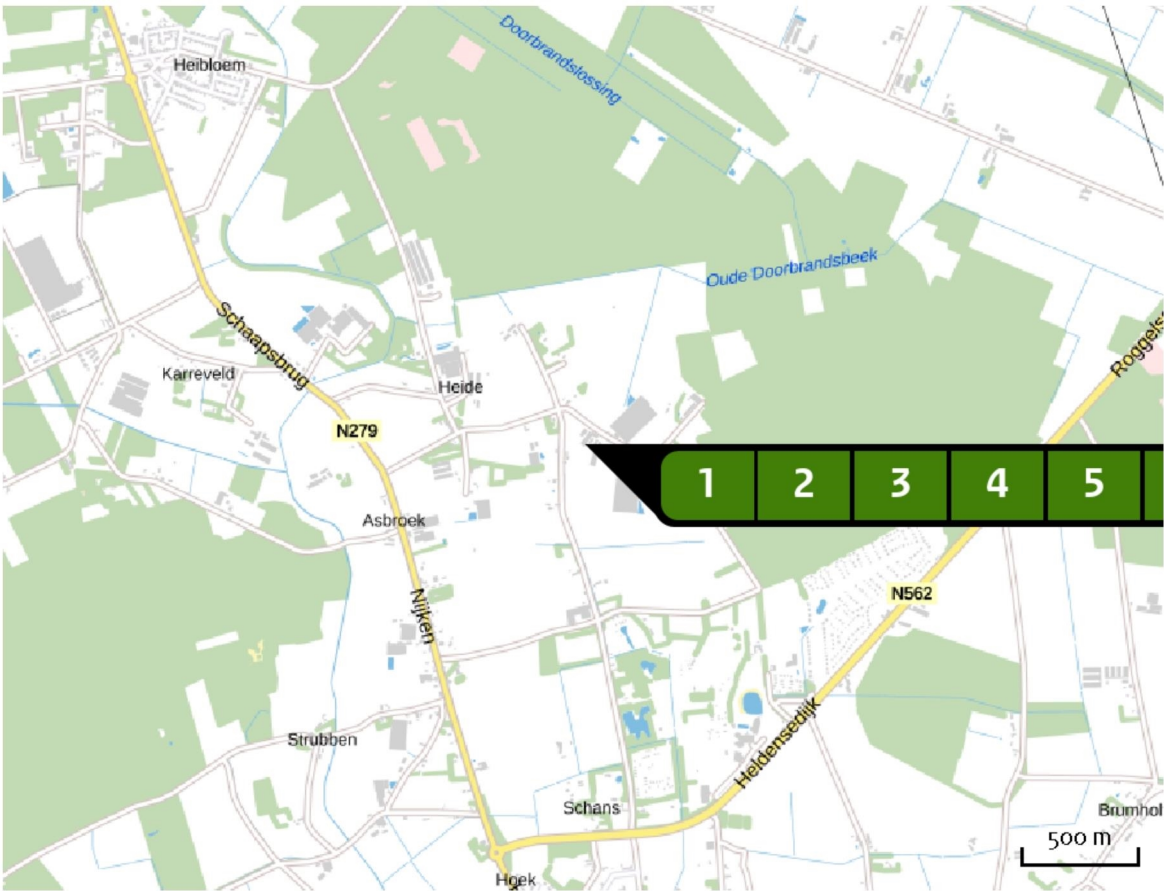 Heibloem
Doorbrandslossing
Oude Doorbrandsbeek
Schaapsbrug
Karreveld
Heide
N279
1 2 3 4 5
Asbroek
Nijken
N562
Strubben
Heldensedijk
Schans
500 m
Hoek